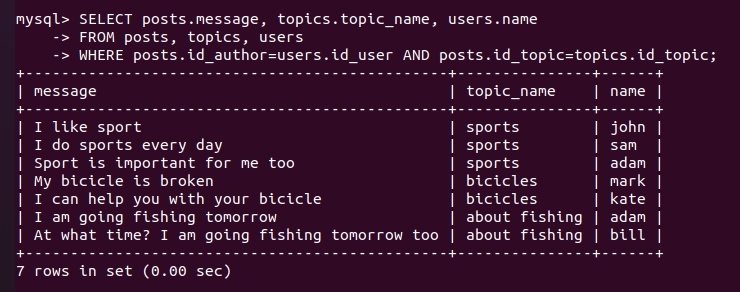 mysql> SELECT posts.message, topics.topic_name, users.name
    -> FROM posts, topics, users
    -> WHERE posts.id_author=users.id_user AND posts.id_topic=topics.id_topic;
+-----------------------------------------------+---------------+------+
| message                                       | topic_name    | name |
+-----------------------------------------------+---------------+------+
| I like sport                                  | sports        | john |
| I do sports every day                         | sports        | sam  |
| Sport is important for me too                 | sports        | adam |
| My bicicle is broken                          | bicicles      | mark |
| I can help you with your bicicle              | bicicles      | kate |
| I am going fishing tomorrow                   | about fishing | adam |
| At what time? I am going fishing tomorrow too | about fishing | bill |
+-----------------------------------------------+---------------+------+
7 rows in set (0.00 sec)